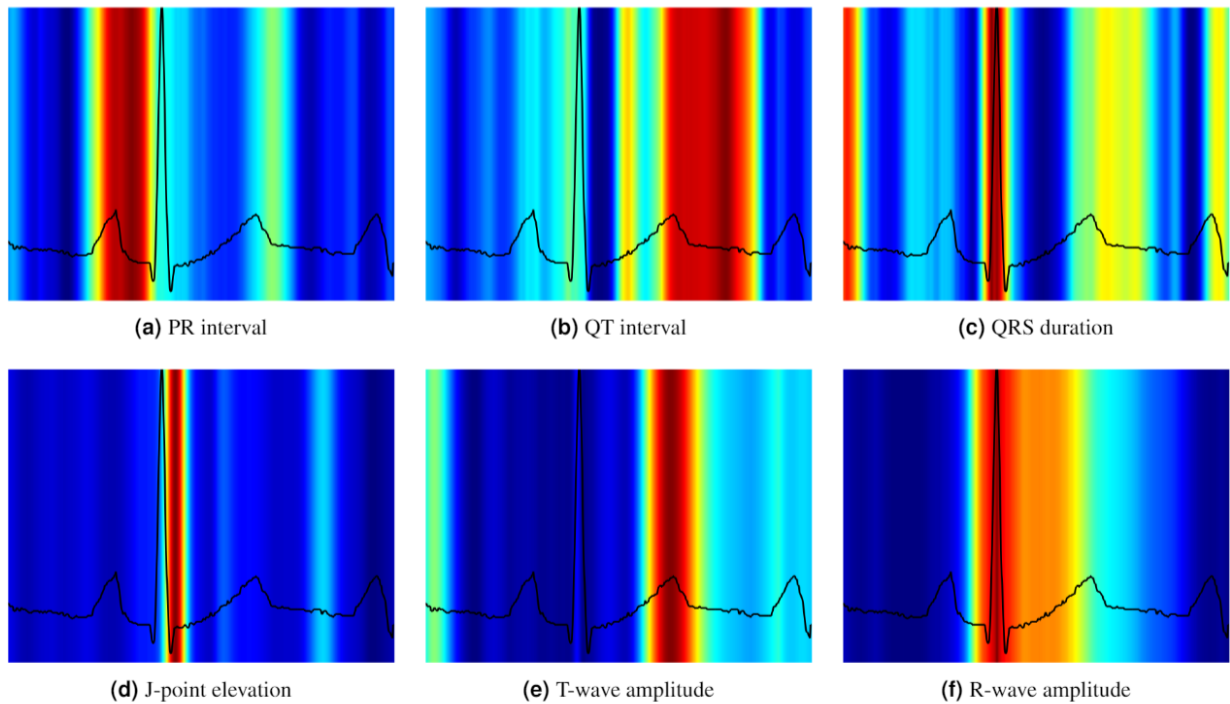 (a) PR interval
(b) QT interval
(c) QRS duration
(d) J-point elevation
(e) T-wave amplitude
(f) R-wave amplitude